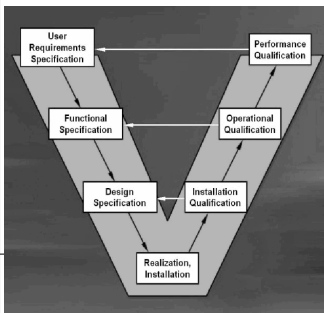 User
Requirements
Specification
Performance
Qualification
Functional
Specification
Operational
Qualification
Design
Specification
Installation
Qualification
Realization,
Installation